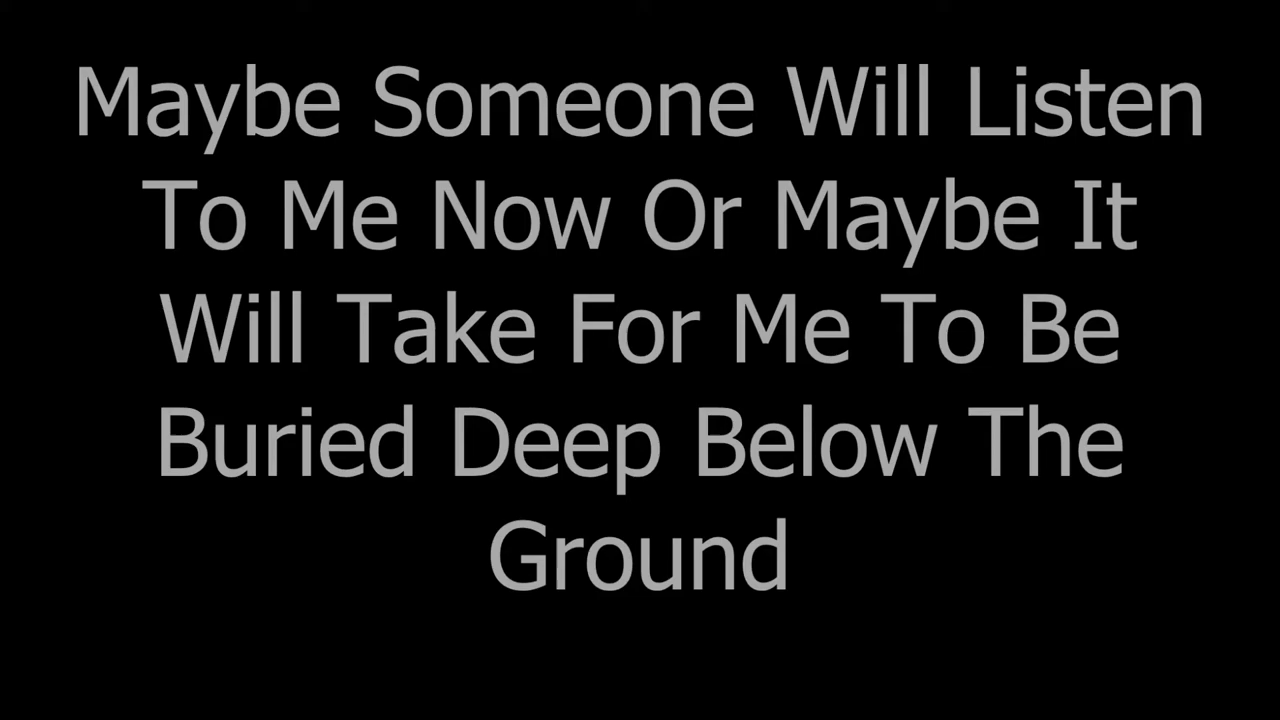 Maybe Someone Will Listen
To Me Now Or Maybe It
Will Take For Me To Be
Buried Deep Below The
Ground